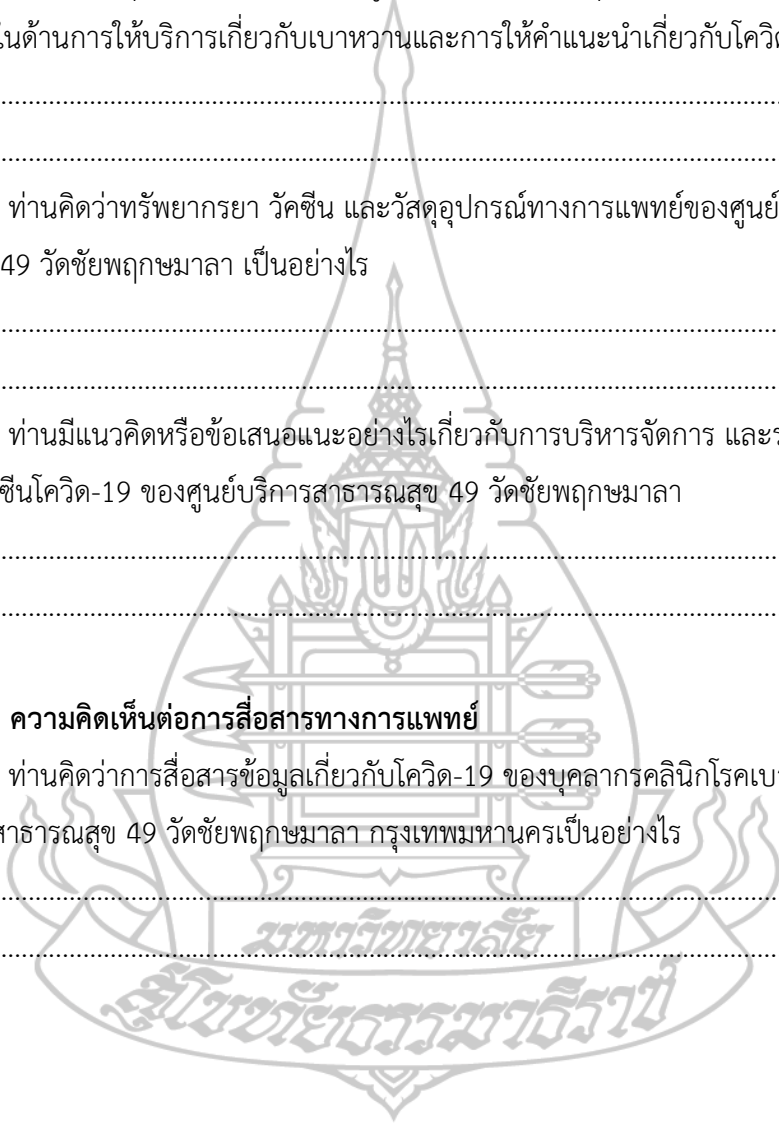 ในด้านการให้บริการเกี่ยวกับเบาหวานและการให้คำแนะนำเกี่ยวกับโควิด
ท่านคิดว่าทรัพยากรยา วัคซีน และวัสดุอุปกรณ์ทางการแพทย์ของศูนย์
49 วัดชัยพฤกษมาลา เป็นอย่างไร
ท่านมีแนวคิดหรือข้อเสนอแนะอย่างไรเกี่ยวกับการบริหารจัดการ และ
ซีนโควิด-19 ของศูนย์บริการสาธารณสุข 49 วัดชัยพฤกษมาลา
ความคิดเห็นต่อการสื่อสารทางการแพทย์
ท่านคิดว่าการสื่อสารข้อมูลเกี่ยวกับโควิด-19 ของบุคลากรคลินิกโรคเบา
สาธารณสุข 49 วัดชัยพฤกษมาลา กรุงเทพมหานครเป็นอย่างไร
มหาวิทยาลัย
สุโขทัยธรรมาธิราช